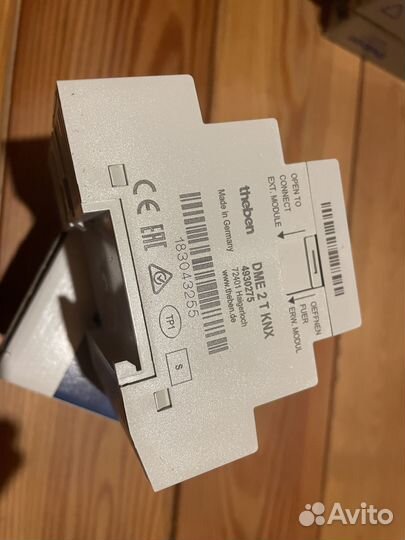 theben
Made in Germany
DME 2 T KNX
4930275
72401 Haigerloch
www.theben.de
OPEN TO
CONNECT
EXT. MODULE
OEFFNEN
FUER
ERW. MODUL
CE
EAC
183043255
TP1
S
Avito